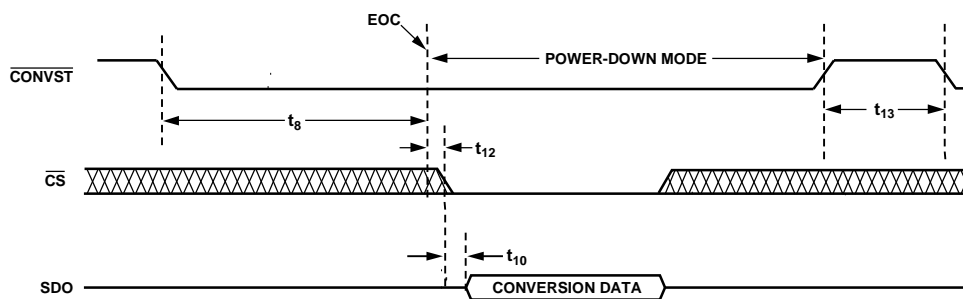 EOC
POWER-DOWN MODE
CONVST
t8
t13
t12
CS
t10
SDO
CONVERSION DATA